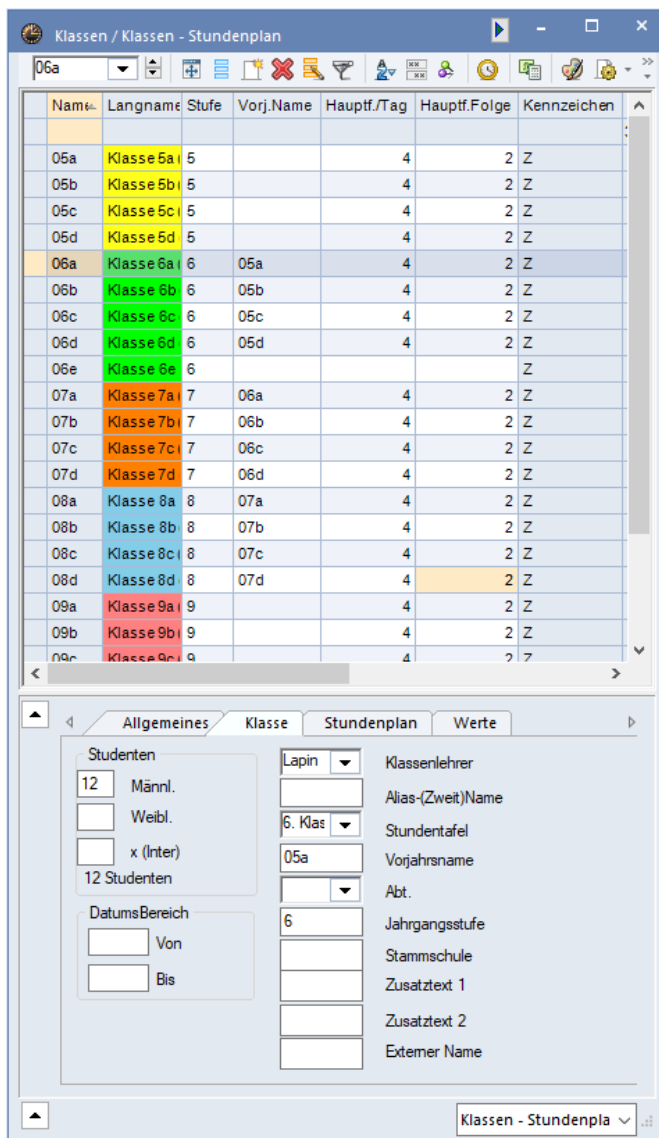 Klassen / Klassen - Stundenplan
06a
Name Langname Stufe Vorj.Name Hauptf./Tag Hauptf.Folge Kennzeichen
05a Klasse 5a ( 5 4 2 Z
05b Klasse 5b( 5 4 2 Z
05c Klasse 5c ( 5 4 2 Z
05d Klasse 5d 5 4 2 Z
06a Klasse 6a ( 6 05a 4 2 Z
06b Klasse 6b 6 05b 4 2 Z
06c Klasse 6c 6 05c 4 2 Z
06d Klasse 6d 6 05d 4 2 Z
06e Klasse 6e 6 Z
07a Klasse 7a ( 7 06a 4 2 Z
07b Klasse 7b( 7 06b 4 2 Z
07c Klasse 7c ( 7 06c 4 2 Z
07d Klasse 7d 7 06d 4 2 Z
08a Klasse 8a 8 07a 4 2 Z
08b Klasse 8b 8 07b 4 2 Z
08c Klasse 8c ( 8 07c 4 2 Z
08d Klasse 8d 8 07d 4 2 Z
09a Klasse 9a ( 9 4 2 Z
09b Klasse 9b( 9 4 2 Z
09c Klasse 9c ( 9 4 2 Z
Allgemeines Klasse Stundenplan Werte
Studenten
12 Männl.
Weibl.
x (Inter)
12 Studenten
DatumsBereich
Von
Bis
Lapin Klassenlehrer
Alias-(Zweit)Name
6. Klas Stundentafel
05a Vorjahrsname
Abt.
6 Jahrgangsstufe
Stammschule
Zusatztext 1
Zusatztext 2
Externer Name
Klassen - Stundenpla